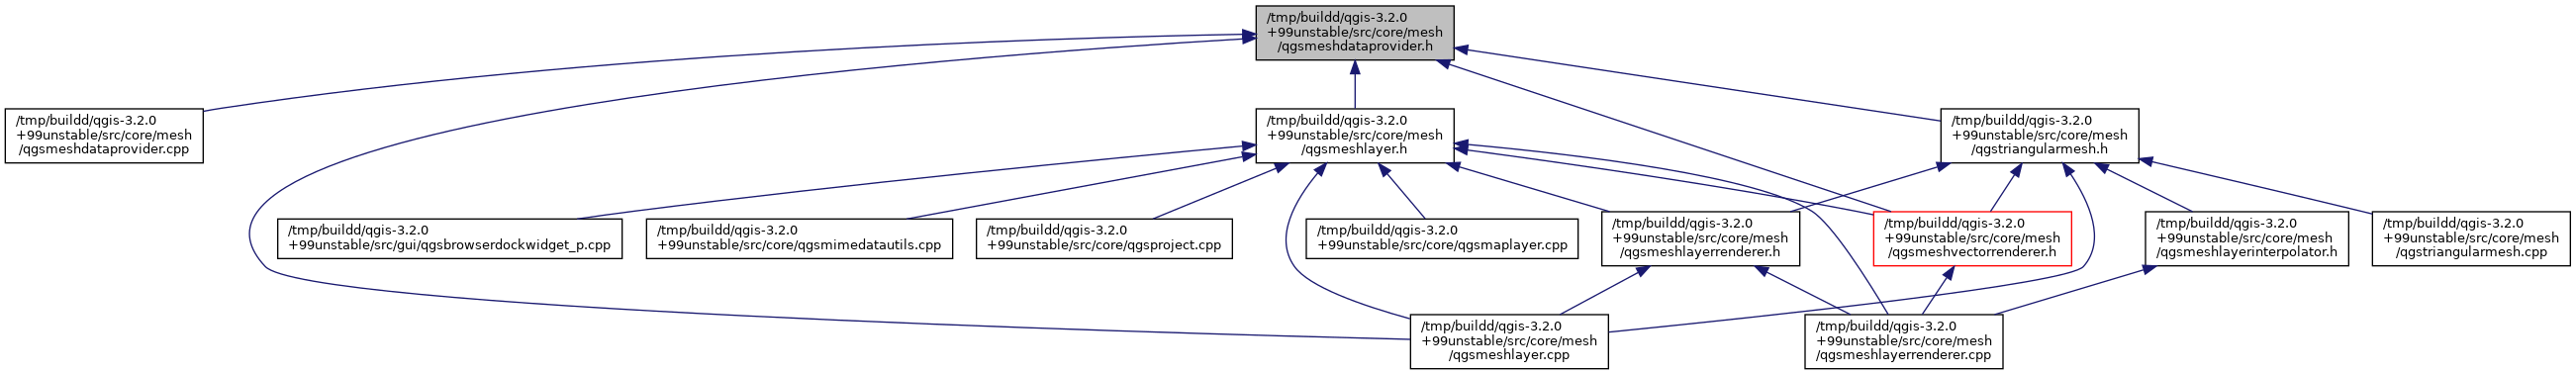 /tmp/buildd/qgis-3.2.0
+99unstable/src/core/mesh
/qgsmeshdataprovider.h
/tmp/buildd/qgis-3.2.0
+99unstable/src/core/mesh
/qgsmeshdataprovider.cpp
/tmp/buildd/qgis-3.2.0
+99unstable/src/core/mesh
/qgsmeshlayer.h
/tmp/buildd/qgis-3.2.0
+99unstable/src/core/mesh
/qgstriangularmesh.h
/tmp/buildd/qgis-3.2.0
+99unstable/src/gui/qgsbrowserdockwidget_p.cpp
/tmp/buildd/qgis-3.2.0
+99unstable/src/core/qgsmimedatautils.cpp
/tmp/buildd/qgis-3.2.0
+99unstable/src/core/qgsproject.cpp
/tmp/buildd/qgis-3.2.0
+99unstable/src/core/qgsmaplayer.cpp
/tmp/buildd/qgis-3.2.0
+99unstable/src/core/mesh
/qgsmeshlayerrenderer.h
/tmp/buildd/qgis-3.2.0
+99unstable/src/core/mesh
/qgsmeshvectorrenderer.h
/tmp/buildd/qgis-3.2.0
+99unstable/src/core/mesh
/qgsmeshlayerinterpolator.h
/tmp/buildd/qgis-3.2.0
+99unstable/src/core/mesh
/qgstriangularmesh.cpp
/tmp/buildd/qgis-3.2.0
+99unstable/src/core/mesh
/qgsmeshlayer.cpp
/tmp/buildd/qgis-3.2.0
+99unstable/src/core/mesh
/qgsmeshlayerrenderer.cpp